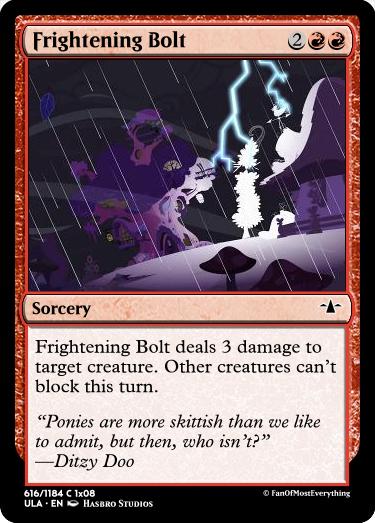 Frightening Bolt 2
Sorcery
Frightening Bolt deals 3 damage to
target creature. Other creatures can't
block this turn.
“Ponies are more skittish than we like
to admit, but then, who isn't?”
—Ditzy Doo
616/1184 C 1x08
ULA • EN Hasbro Studios
© FanOfMostEverything